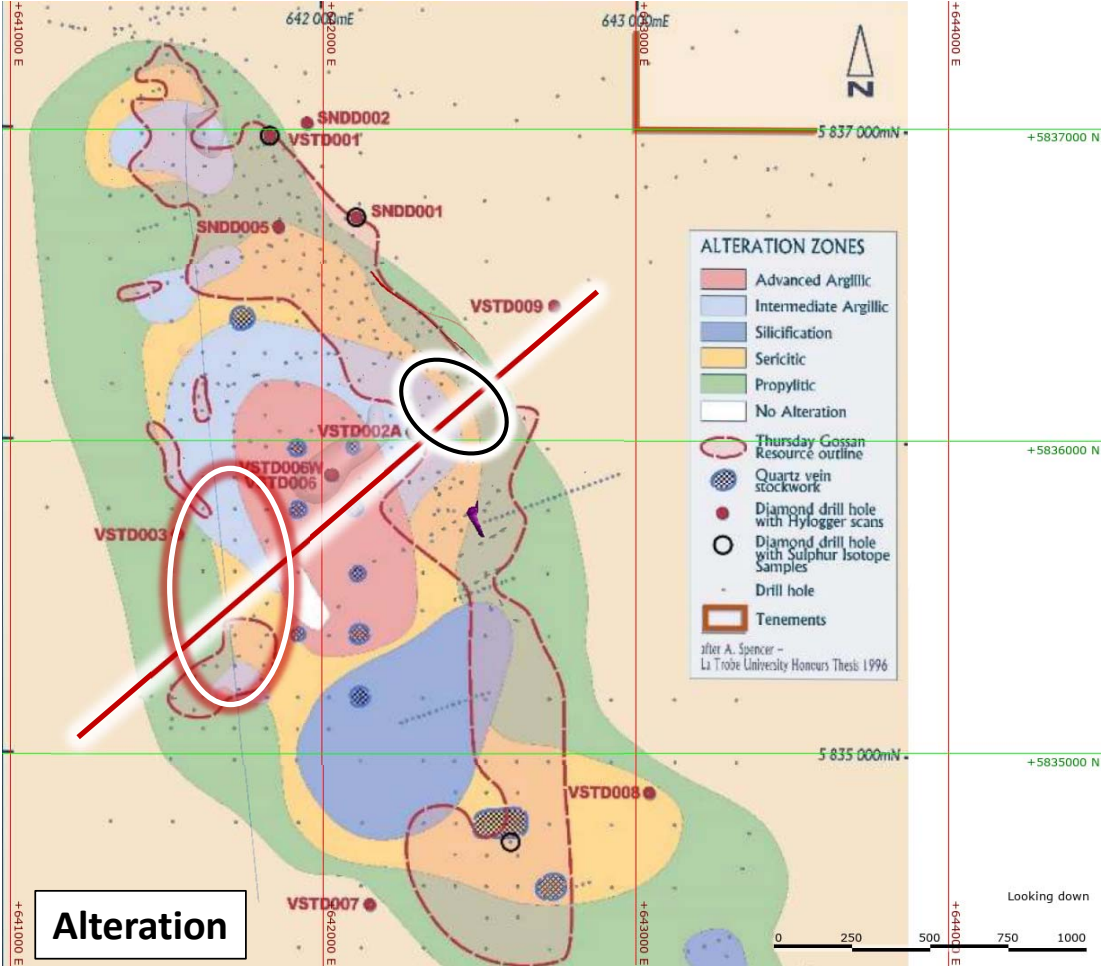 +641000 E
642 000mE
+642000 E
643 000mE
+643000 E
+644000 E
N
SNDD002
VSTD001
5 837 000mN
+5837000 N
SNDD001
SNDD005
VSTD009
ALTERATION ZONES
Advanced Argillic
Intermediate Argillic
Silicification
Sericitic
Propylitic
No Alteration
Thursday Gossan
Resource outline
Quartz vein
stockwork
Diamond drill hole
with Hylogger scans
Diamond drill hole
with Sulphur Isotope
Samples
Drill hole
Tenements
after A. Spencer –
La Trobe University Honours Thesis 1996
VSTD002A
+5836000 N
VSTD006W
VSTD006
VSTD003
5 835 000mN
+5835000 N
VSTD008
VSTD007
Alteration
Looking down
0 250 500 750 1000
+641000 E
+642000 E
+643000 E
+644000 E